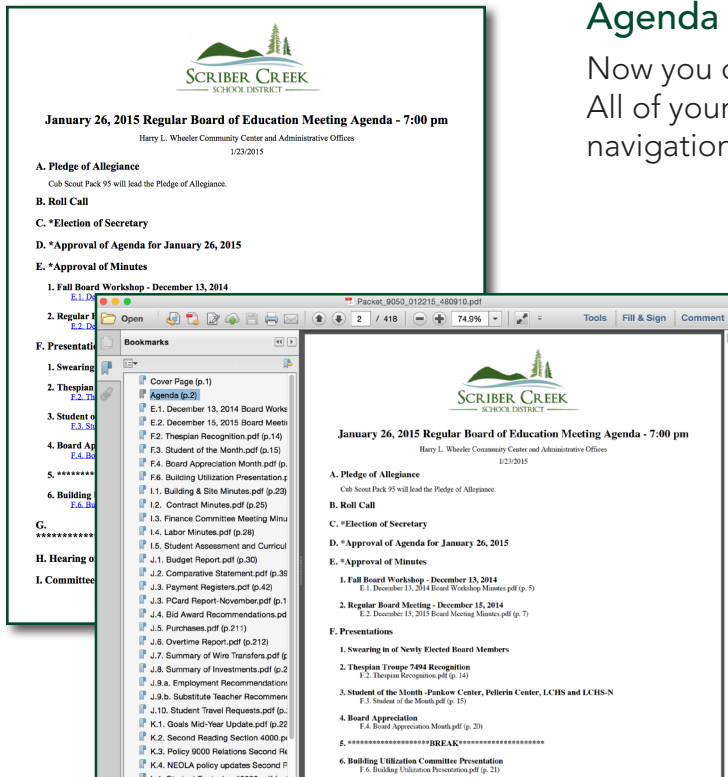 Agenda
Now you
All of your
navigation
SCRIBER CREEK
SCHOOL DISTRICT
January 26, 2015 Regular Board of Education Meeting Agenda - 7:00 pm
Harry L. Wheeler Community Center and Administrative Offices
1/23/2015
A. Pledge of Allegiance
Cub Scout Pack 95 will lead the Pledge of Allegiance.
B. Roll Call
C. *Election of Secretary
D. *Approval of Agenda for January 26, 2015
E. *Approval of Minutes
1. Fall Board Workshop - December 13, 2014
E.1. De
2. Regular
E.2. De
F. Presentatio
1. Swearing
2. Thespian
F.2. Th
3. Student o
F.3. Stu
4. Board Ap
F.4. Bo
5. *******
6. Building
F.6. Bu
G.
************
H. Hearing o
I. Committee
Packet_9050_012215_480910.pdf
Open 2 / 418 74.9% Tools Fill & Sign Comment
Bookmarks
Cover Page (p.1)
Agenda (p.2)
E.1. December 13, 2014 Board Works
E.2. December 15, 2015 Board Meeti
F.2. Thespian Recognition.pdf (p.14)
F.3. Student of the Month.pdf (p.15)
F.4. Board Appreciation Month.pdf (p.
F.6. Building Utilization Presentation.p
I.1. Building & Site Minutes.pdf (p.23)
I.2. Contract Minutes.pdf (p.25)
I.3. Finance Committee Meeting Minu
I.4. Labor Minutes.pdf (p.28)
I.5. Student Assessment and Curricul
J.1. Budget Report.pdf (p.30)
J.2. Comparative Statement.pdf (p.39
J.3. Payment Registers.pdf (p.42)
J.3. PCard Report-November.pdf (p.1
J.4. Bid Award Recommendations.pd
J.5. Purchases.pdf (p.211)
J.6. Overtime Report.pdf (p.212)
J.7. Summary of Wire Transfers.pdf (p
J.8. Summary of Investments.pdf (p.2
J.9.a. Employment Recommendations
J.9.b. Substitute Teacher Recommen
J.10. Student Travel Requests.pdf (p.
K.1. Goals Mid-Year Update.pdf (p.22
K.2. Second Reading Section 4000.p
K.3. Policy 9000 Relations Second Re
K.4. NEOLA policy updates Second R
SCRIBER CREEK
SCHOOL DISTRICT
January 26, 2015 Regular Board of Education Meeting Agenda - 7:00 pm
Harry L. Wheeler Community Center and Administrative Offices
1/23/2015
A. Pledge of Allegiance
Cub Scout Pack 95 will lead the Pledge of Allegiance.
B. Roll Call
C. *Election of Secretary
D. *Approval of Agenda for January 26, 2015
E. *Approval of Minutes
1. Fall Board Workshop - December 13, 2014
E.1. December 13, 2014 Board Workshop Minutes.pdf (p. 5)
2. Regular Board Meeting - December 15, 2014
E.2. December 15, 2015 Board Meeting Minutes.pdf (p. 7)
F. Presentations
1. Swearing in of Newly Elected Board Members
2. Thespian Troupe 7494 Recognition
F.2. Thespian Recognition.pdf (p. 14)
3. Student of the Month -Pankow Center, Pellerin Center, LCHS and LCHS-N
F.3. Student of the Month.pdf (p. 15)
4. Board Appreciation
F.4. Board Appreciation Month.pdf (p. 20)
5. *********************BREAK**********************
6. Building Utilization Committee Presentation
F.6. Building Utilization Presentation.pdf (p. 21)